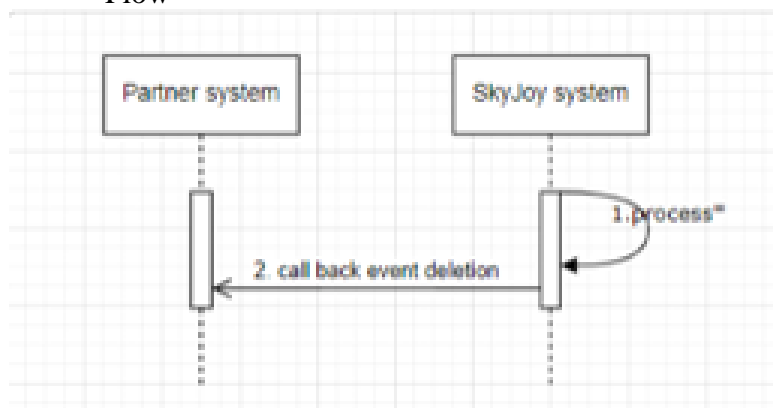 Flow
Partner system
SkyJoy system
1.process"
2. call back event deletion